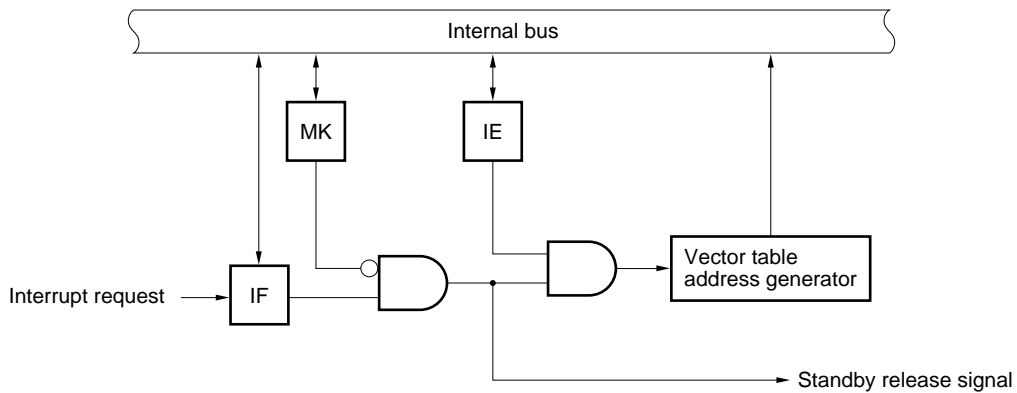 Internal bus
MK
IE
Vector table
address generator
Interrupt request
IF
Standby release signal